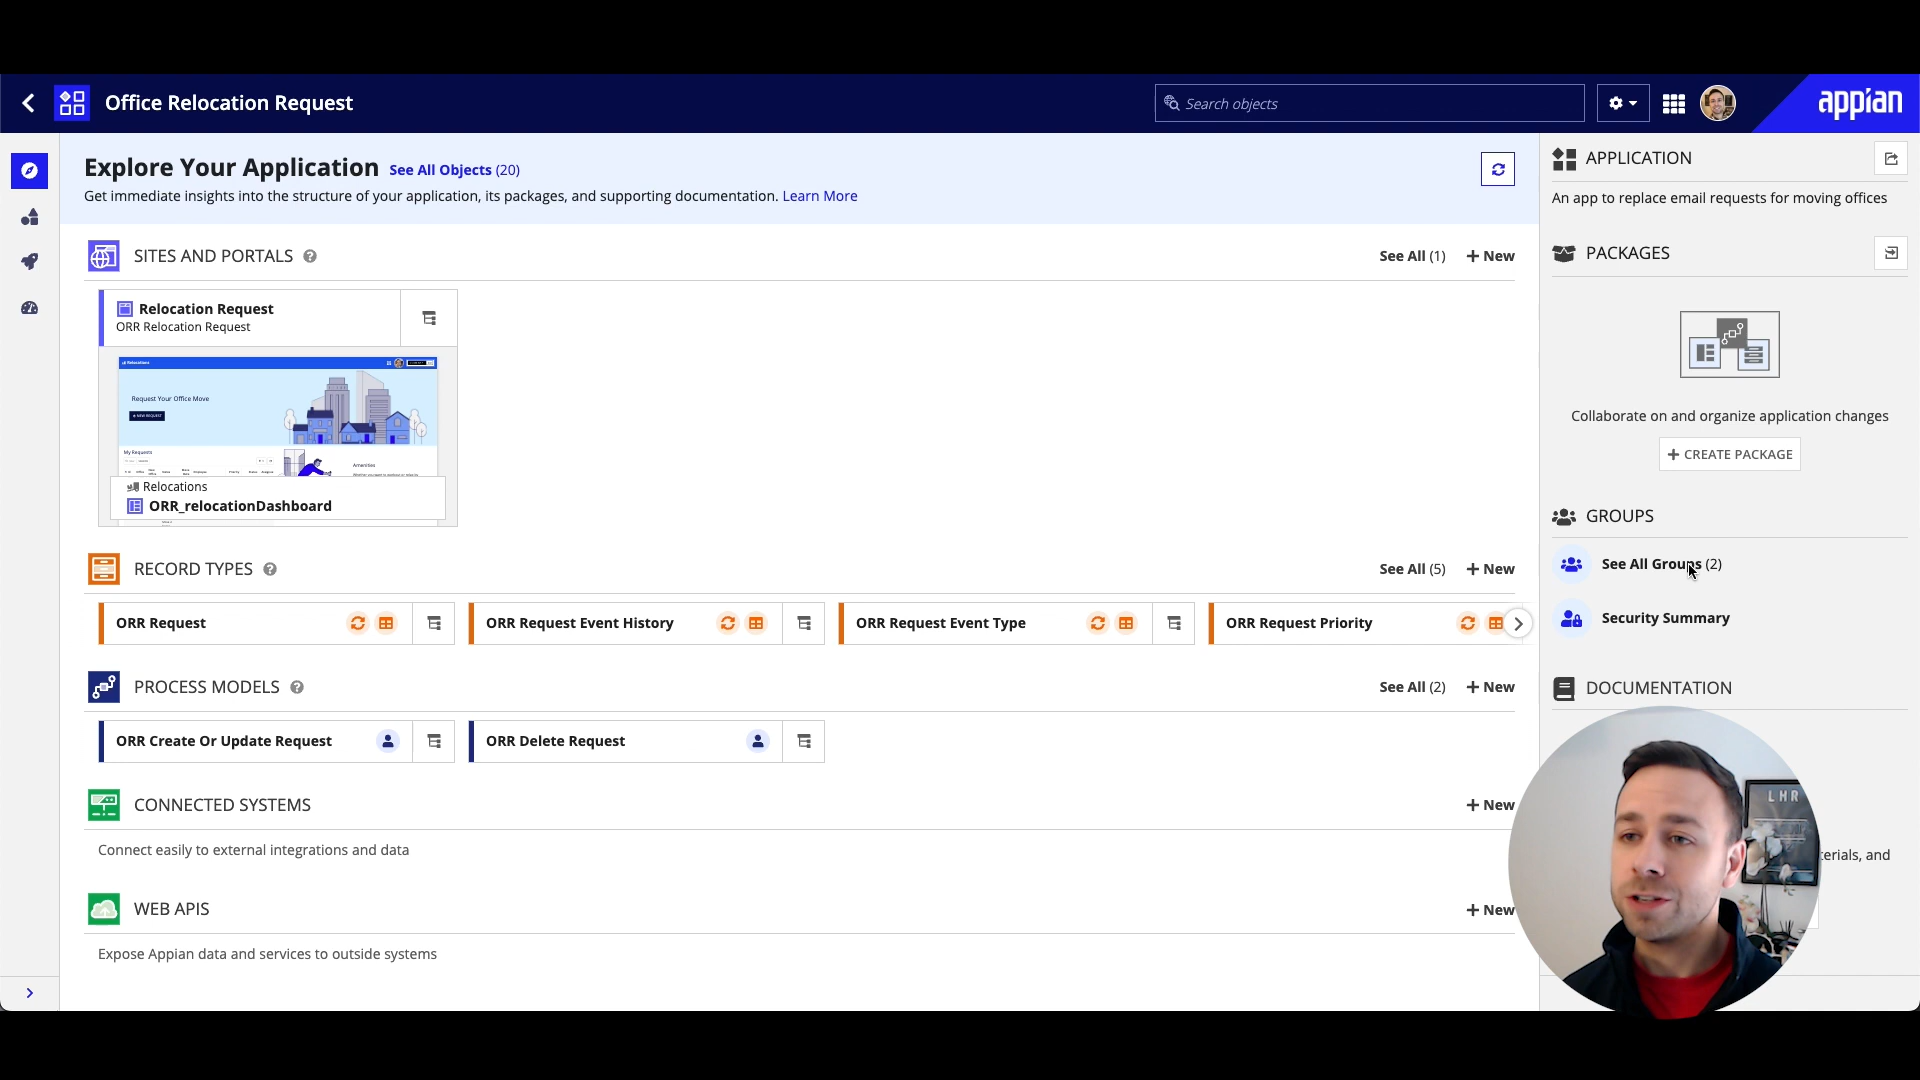 Office Relocation Request
Search objects
appian
Explore Your Application See All Objects (20)
Get immediate insights into the structure of your application, its packages, and supporting documentation. Learn More
SITES AND PORTALS
See All (1)
New
Relocation Request
ORR Relocation Request
Relocations
Request Your Office Move
+ NEW REQUEST
My Requests
Amenities
Relocations
ORR_relocationDashboard
RECORD TYPES
See All (5)
New
ORR Request
ORR Request Event History
ORR Request Event Type
ORR Request Priority
PROCESS MODELS
See All (2)
New
ORR Create Or Update Request
ORR Delete Request
CONNECTED SYSTEMS
New
Connect easily to external integrations and data
WEB APIS
New
Expose Appian data and services to outside systems
APPLICATION
An app to replace email requests for moving offices
PACKAGES
Collaborate on and organize application changes
+ CREATE PACKAGE
GROUPS
See All Groups (2)
Security Summary
DOCUMENTATION
LHR
terials, and